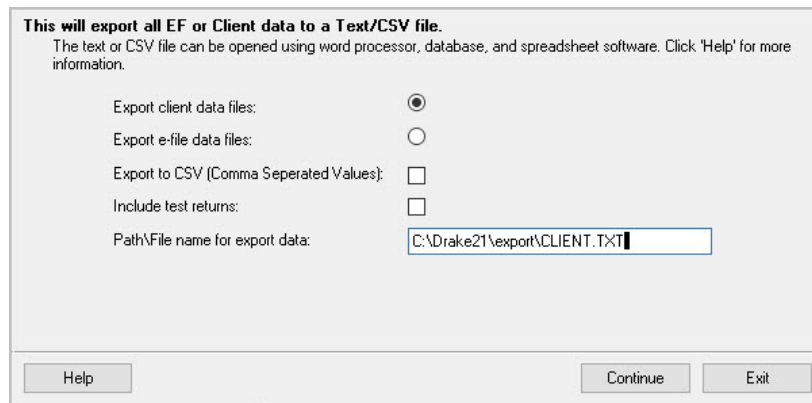 This will export all EF or Client data to a Text/CSV file.
The text or CSV file can be opened using word processor, database, and spreadsheet software. Click 'Help' for more
information.
Export client data files:
Export e-file data files:
Export to CSV (Comma Seperated Values):
Include test returns:
Path\File name for export data:
C:\Drake21\export\CLIENT.TXT
Help
Continue
Exit